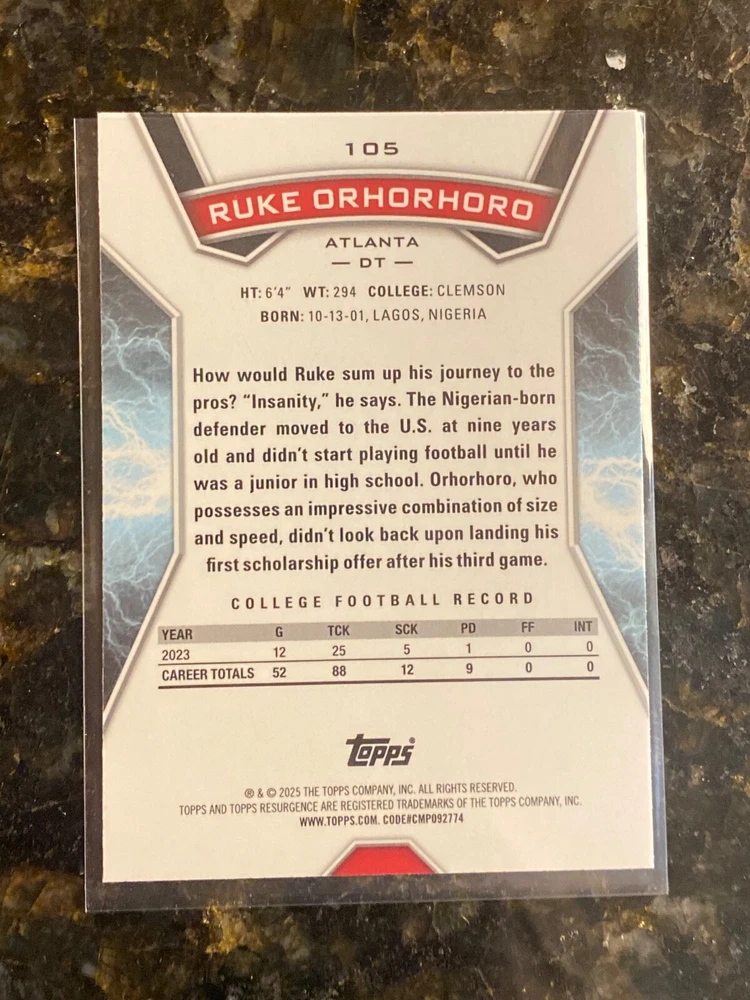 105
RUKE ORHORHORO
ATLANTA
— DT —
HT: 6'4" WT: 294 COLLEGE: CLEMSON
BORN: 10-13-01, LAGOS, NIGERIA
How would Ruke sum up his journey to the
pros? “Insanity,” he says. The Nigerian-born
defender moved to the U.S. at nine years
old and didn’t start playing football until he
was a junior in high school. Orhorhoro, who
possesses an impressive combination of size
and speed, didn’t look back upon landing his
first scholarship offer after his third game.
COLLEGE FOOTBALL RECORD
YEAR G TCK SCK PD FF INT
2023 12 25 5 1 0 0
CAREER TOTALS 52 88 12 9 0 0
Topps®
® & © 2025 THE TOPPS COMPANY, INC. ALL RIGHTS RESERVED.
TOPPS AND TOPPS RESURGENCE ARE REGISTERED TRADEMARKS OF THE TOPPS COMPANY, INC.
WWW.TOPPS.COM. CODE#CMP092774